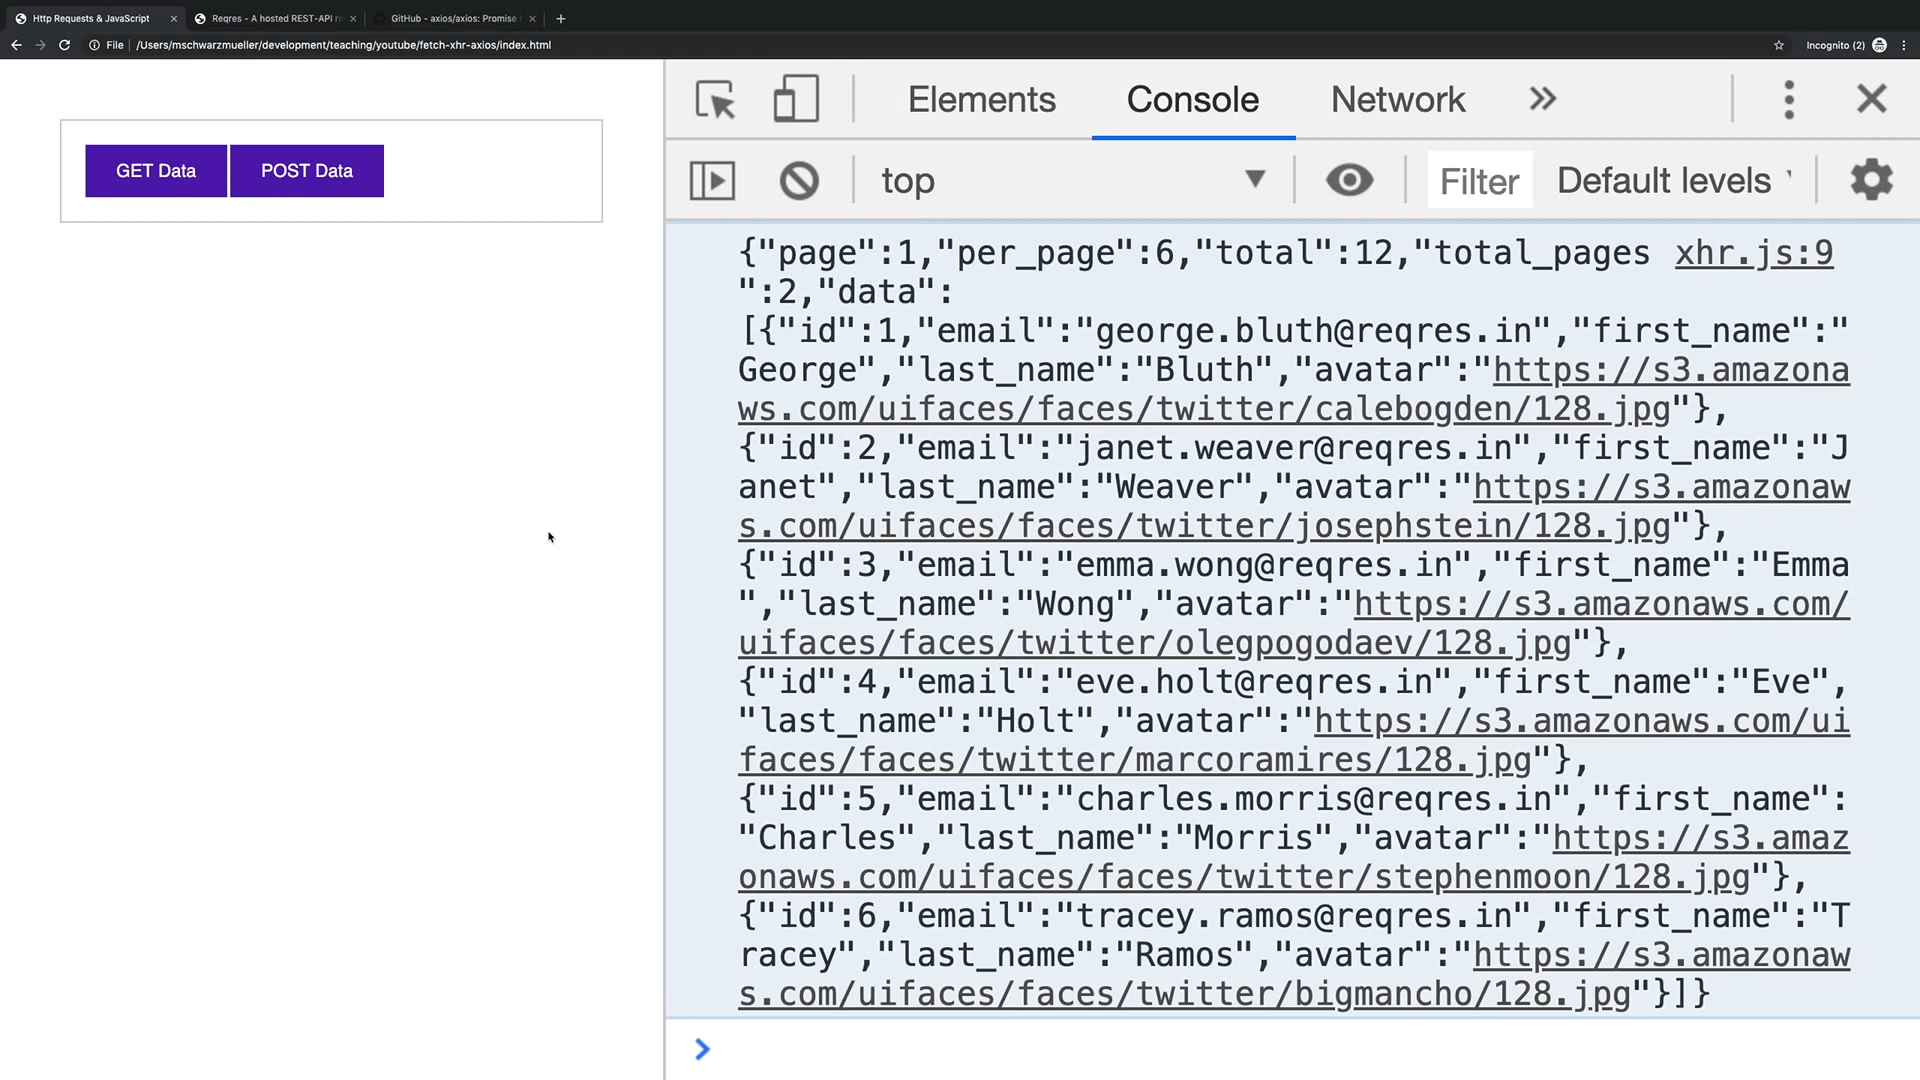 Http Requests & JavaScript
Reqres - A hosted REST-API r
GitHub - axios/axios: Promise
File /Users/mschwarzmueller/development/teaching/youtube/fetch-xhr-axios/index.html
Incognito (2)
GET Data
POST Data
Elements
Console
Network
top
Filter
Default levels
{"page":1,"per_page":6,"total":12,"total_pages xhr.js:9
":2,"data":
[{"id":1,"email":"george.bluth@reqres.in","first_name":"
George","last_name":"Bluth","avatar":"https://s3.amazona
ws.com/uifaces/faces/twitter/calebogden/128.jpg"},
{"id":2,"email":"janet.weaver@reqres.in","first_name":"J
anet","last_name":"Weaver","avatar":"https://s3.amazonaw
s.com/uifaces/faces/twitter/josephstein/128.jpg"},
{"id":3,"email":"emma.wong@reqres.in","first_name":"Emma
","last_name":"Wong","avatar":"https://s3.amazonaws.com/
uifaces/faces/twitter/olegpogodaev/128.jpg"},
{"id":4,"email":"eve.holt@reqres.in","first_name":"Eve",
"last_name":"Holt","avatar":"https://s3.amazonaws.com/ui
faces/faces/twitter/marcoramires/128.jpg"},
{"id":5,"email":"charles.morris@reqres.in","first_name":
"Charles","last_name":"Morris","avatar":"https://s3.amaz
onaws.com/uifaces/faces/twitter/stephenmoon/128.jpg"},
{"id":6,"email":"tracey.ramos@reqres.in","first_name":"T
racey","last_name":"Ramos","avatar":"https://s3.amazonaw
s.com/uifaces/faces/twitter/bigmancho/128.jpg"}]}